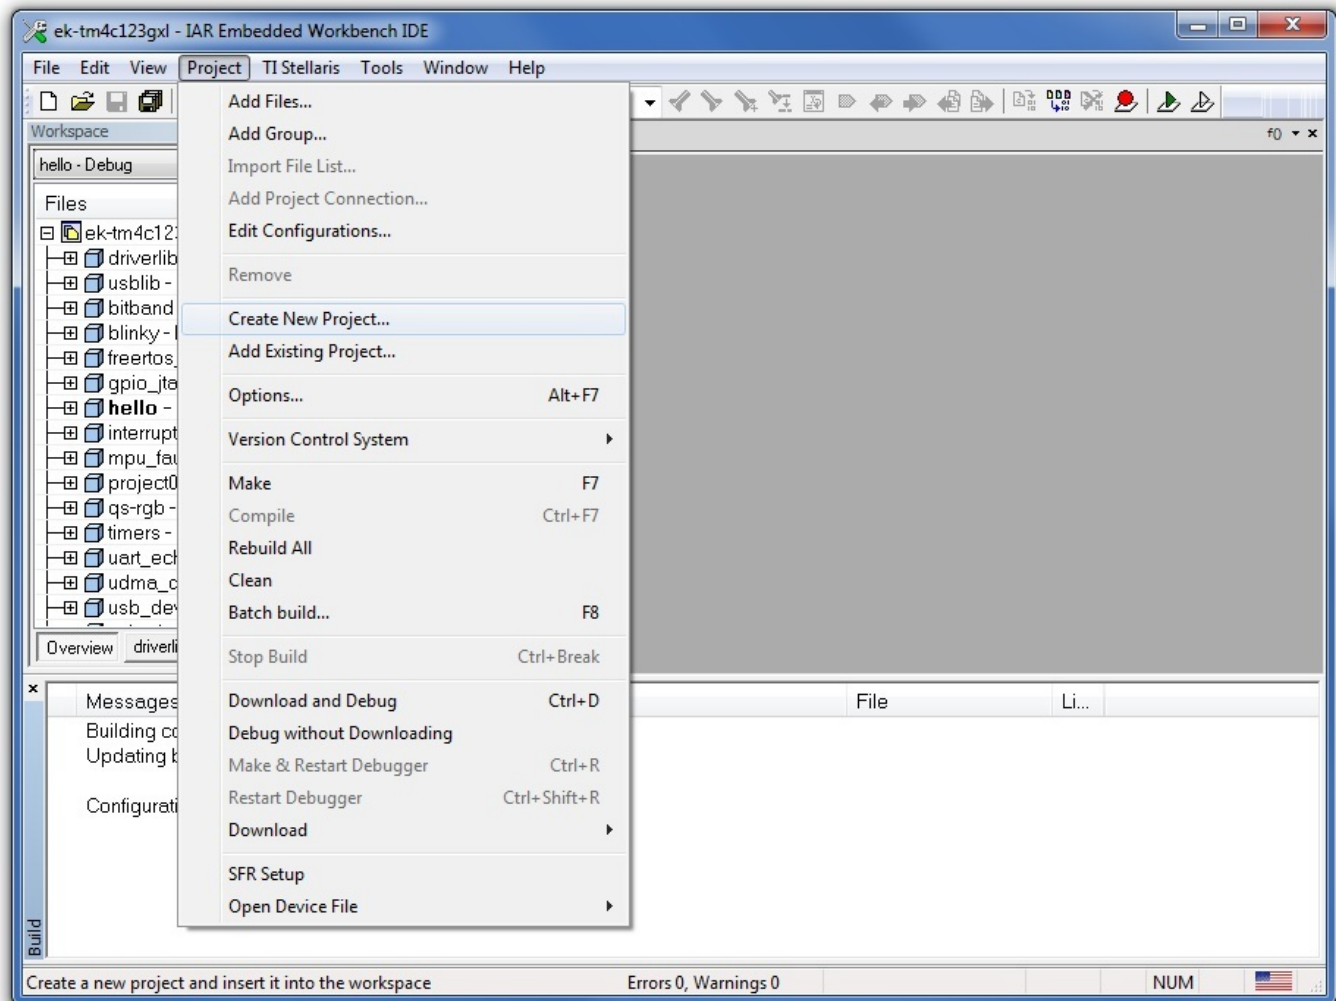 ek-tm4c123gxl - IAR Embedded Workbench IDE
File Edit View Project TI Stellaris Tools Window Help
Workspace
f()
hello - Debug
Files
ek-tm4c12
driverlib
usblib -
bitband
blinky -
freertos_
gpio_jta
hello -
interrupt
mpu_fau
project0
qs-rgb -
timers -
uart_ech
udma_c
usb_dev
Overview driverli
Add Files...
Add Group...
Import File List...
Add Project Connection...
Edit Configurations...
Remove
Create New Project...
Add Existing Project...
Options... Alt+F7
Version Control System
Make F7
Compile Ctrl+F7
Rebuild All
Clean
Batch build... F8
Stop Build Ctrl+Break
Download and Debug Ctrl+D
Debug without Downloading
Make & Restart Debugger Ctrl+R
Restart Debugger Ctrl+Shift+R
Download
SFR Setup
Open Device File
Messages File Li...
Building co
Updating b
Configurati
Build
Create a new project and insert it into the workspace Errors 0, Warnings 0 NUM